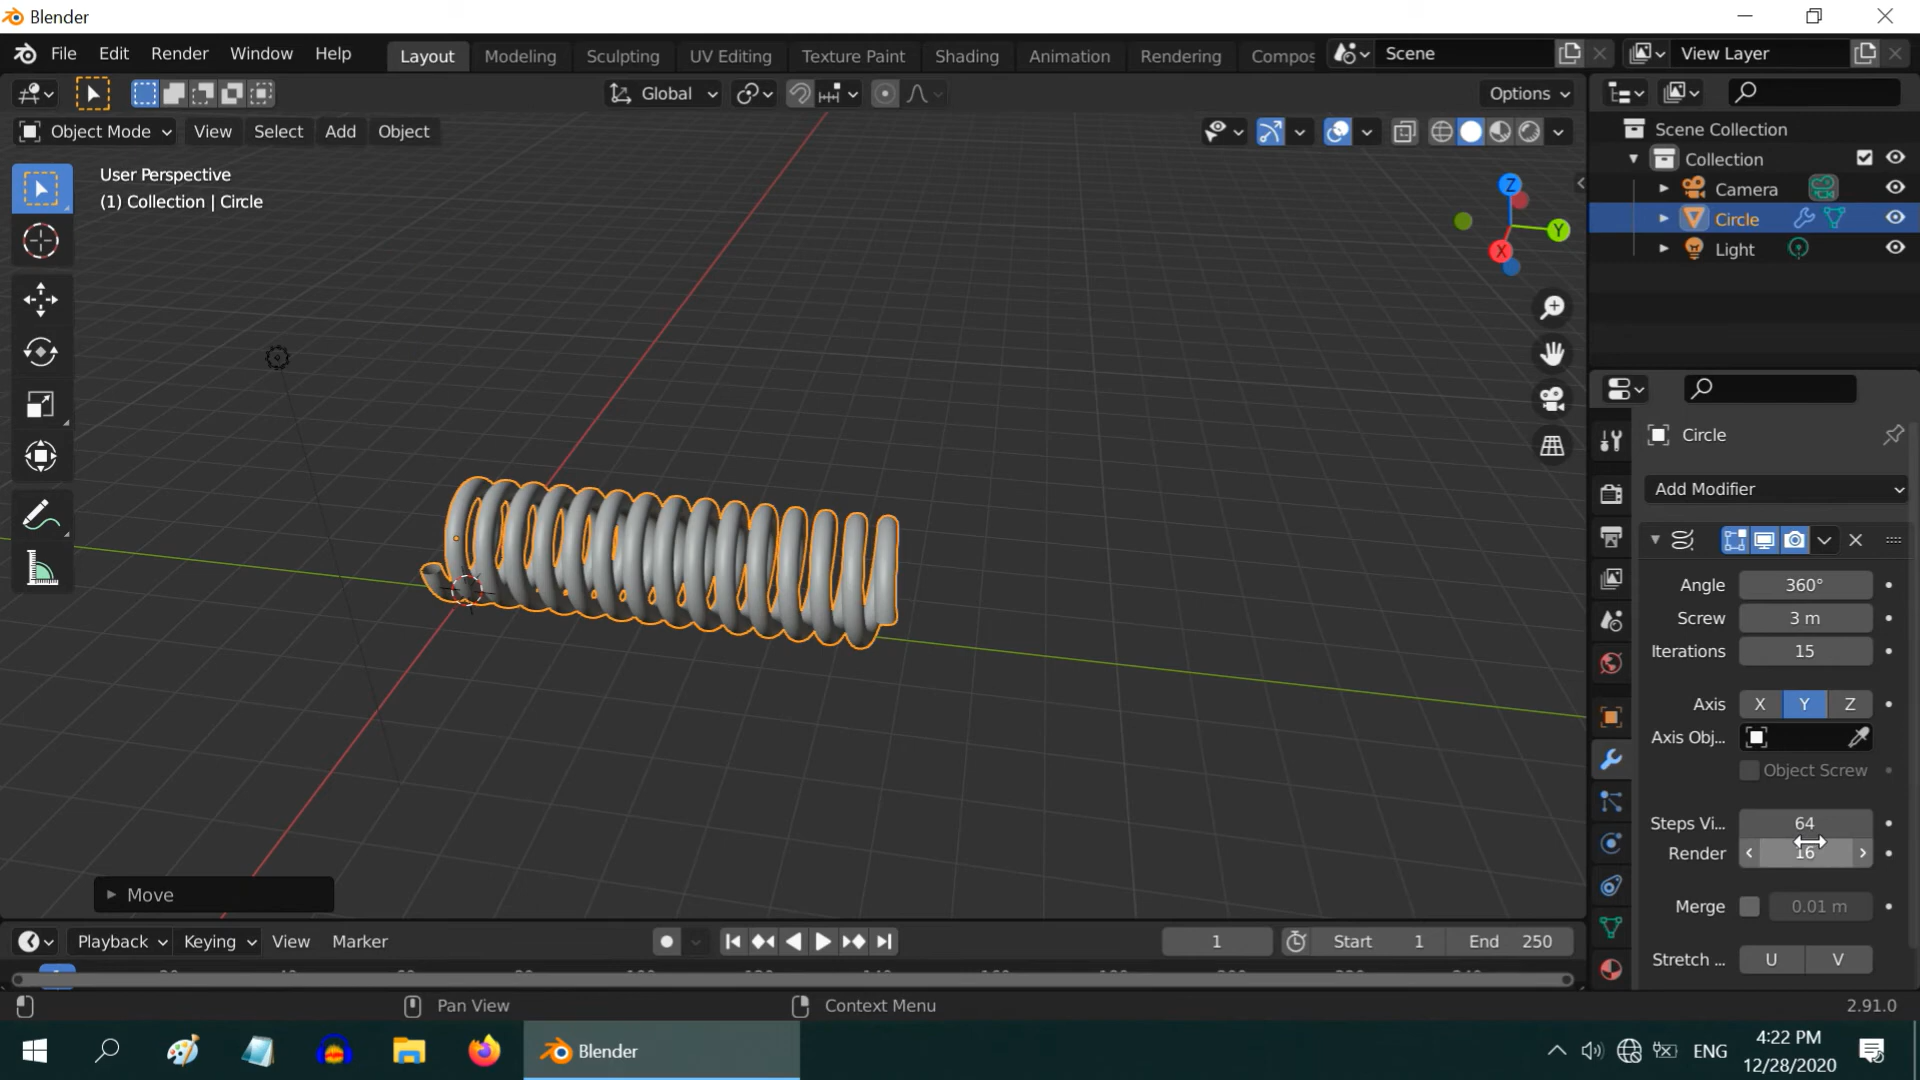 Blender
File Edit Render Window Help Layout Modeling Sculpting UV Editing Texture Paint Shading Animation Rendering Compos Scene View Layer
Global Options
Object Mode View Select Add Object
User Perspective
(1) Collection | Circle
Z
Y
X
Scene Collection
Collection
Camera
Circle
Light
Circle
Add Modifier
Angle 360°
Screw 3 m
Iterations 15
Axis X Y Z
Axis Obj...
Object Screw
Steps Vi... 64
Render 16
Merge 0.01 m
Stretch ... U V
Move
Playback Keying View Marker 1 Start 1 End 250
Pan View Context Menu 2.91.0
Blender ENG 4:22 PM
12/28/2020